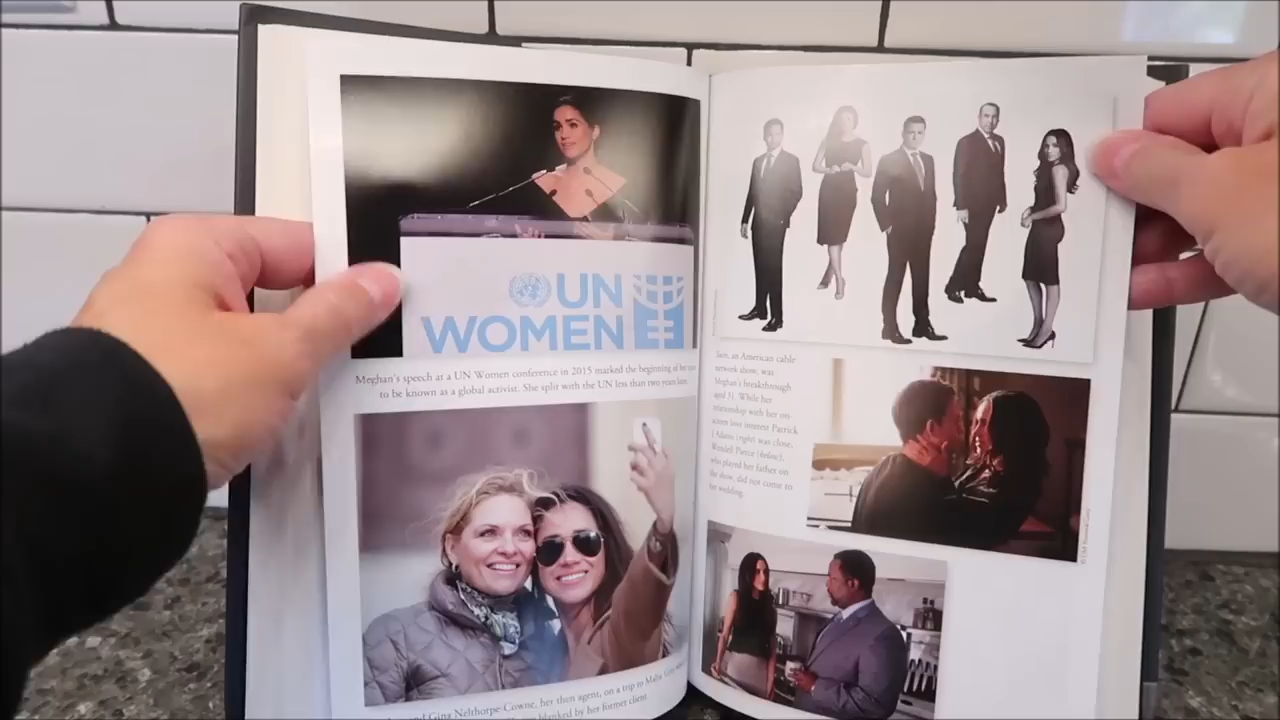 UN
WOMEN
Meghan's speech at a UN Women conference in 2015 marked the beginning of her
to be known as a global activist. She split with the UN less than two years later.
and Gina Nelthorpe-Cowne, her then agent, on a trip to Malta. Gina
blanked by her former client
Suits, an American cable
network show, was
Meghan's breakthrough
aged 31. While her
relationship with her on-
screen love interest Patrick
J Adams (right) was close,
Wendell Pierce (below),
who played her father on
the show, did not come to
her wedding.